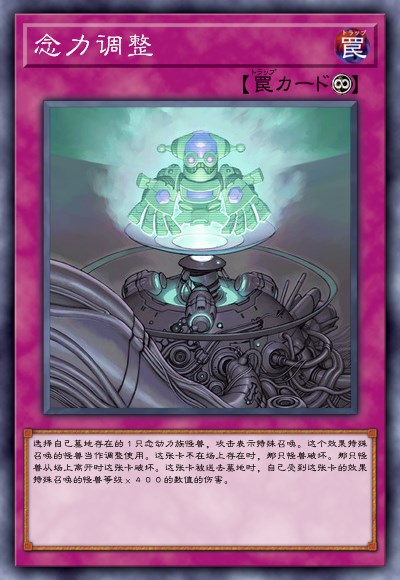 念力调整
トラップ
罠
トラップ
【罠カード】
选择自己墓地存在的1只念动力族怪兽，攻击表示特殊召唤。这个效果特殊
召唤的怪兽当作调整使用。这张卡不在场上存在时，那只怪兽破坏。那只怪
兽从场上离开时这张卡破坏。这张卡被送去墓地时，自己受到这张卡的效果
特殊召唤的怪兽等级x400的数值的伤害。